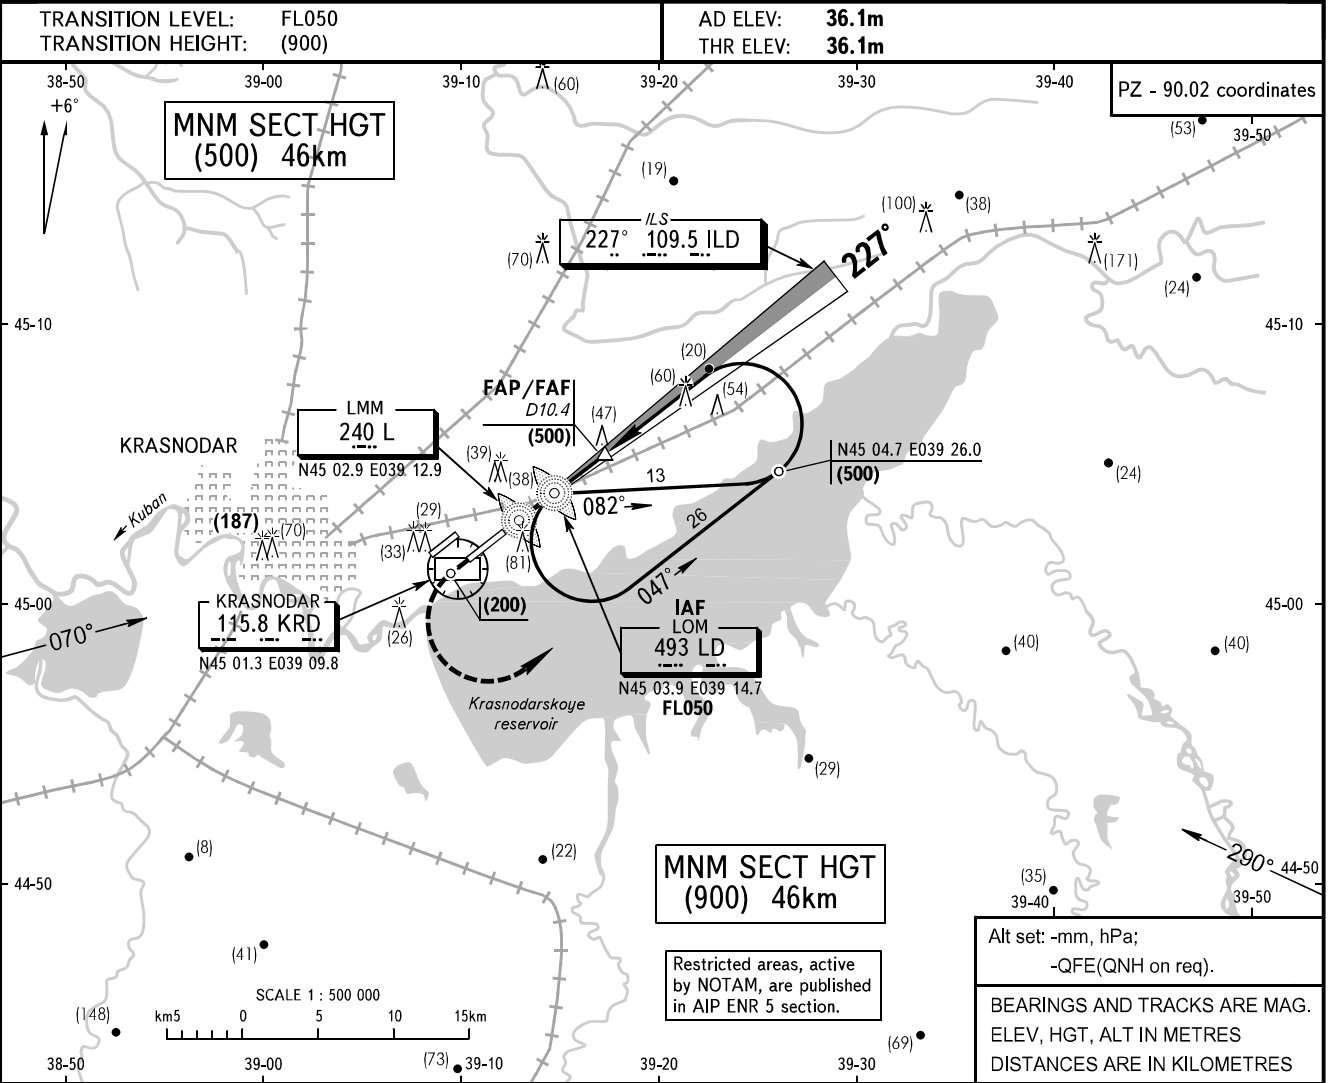 TRANSITION LEVEL: FL050
TRANSITION HEIGHT: (900)
AD ELEV: 36.1m
THR ELEV: 36.1m
38-50
39-00
39-10
39-20
39-30
39-40
PZ - 90.02 coordinates
39-50
+6°
MNM SECT HGT
(500) 46km
(60)
(53)
(19)
(100)
(38)
(70)
ILS
227° 109.5 ILD
227°
(171)
(24)
45-10
45-10
(20)
(60)
(54)
FAP/FAF
D10.4
(500)
(47)
LMM
240 L
N45 02.9 E039 12.9
KRASNODAR
(39)
(38)
13
082°
N45 04.7 E039 26.0
(500)
(24)
Kuban
(187)
(70)
(29)
(33)
(81)
26
047°
45-00
45-00
070°
KRASNODAR
115.8 KRD
N45 01.3 E039 09.8
(26)
(200)
IAF
LOM
493 LD
N45 03.9 E039 14.7
FL050
(40)
(40)
Krasnodarskoye
reservoir
(29)
(8)
(22)
MNM SECT HGT
(900) 46km
290°
44-50
44-50
(35)
39-40
39-50
(41)
Restricted areas, active
by NOTAM, are published
in AIP ENR 5 section.
Alt set: -mm, hPa;
-QFE(QNH on req).
SCALE 1 : 500 000
km5 0 5 10 15km
(148)
(73)
(69)
BEARINGS AND TRACKS ARE MAG.
ELEV, HGT, ALT IN METRES
DISTANCES ARE IN KILOMETRES
38-50
39-00
39-10
39-20
39-30